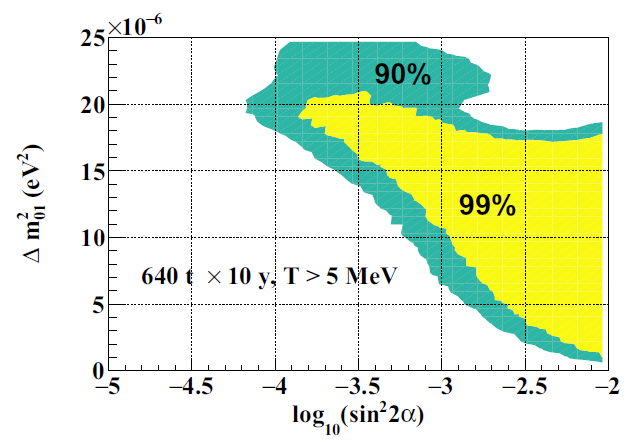 ×10⁻⁶
25
20
15
10
5
0
Δ m²₀₁ (eV²)
90%
99%
640 t × 10 y, T > 5 MeV
−5 −4.5 −4 −3.5 −3 −2.5 −2
log₁₀(sin²2α)